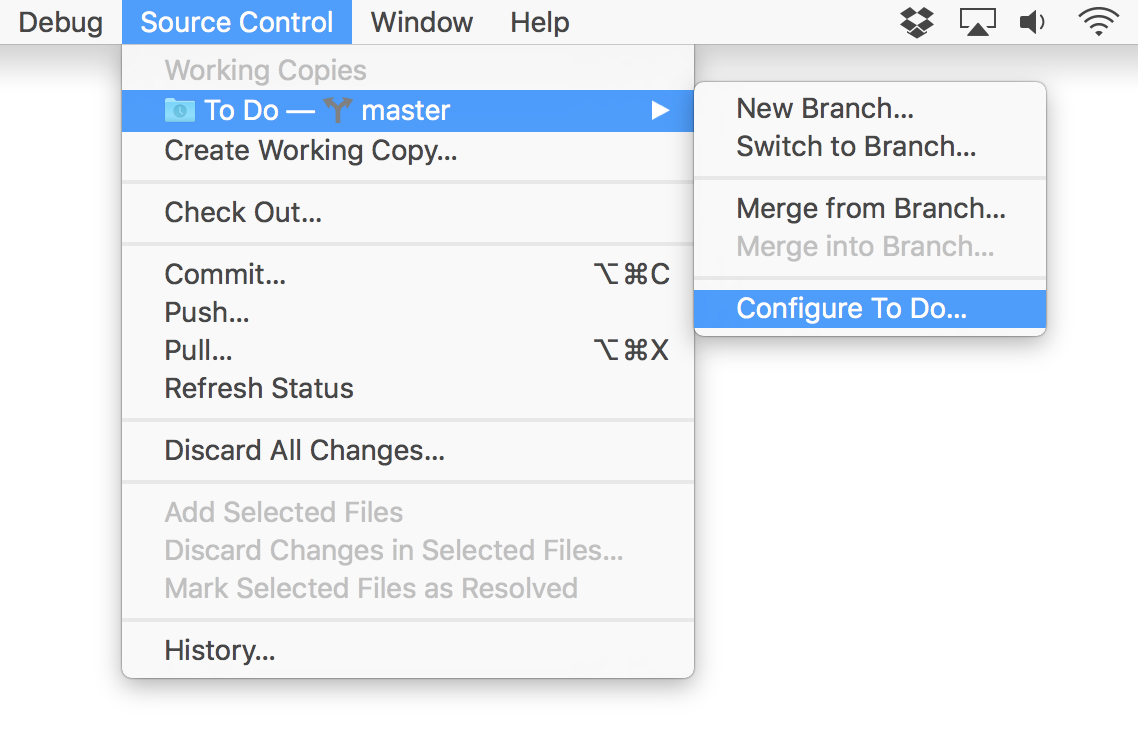 Debug Source Control Window Help
Working Copies
To Do — master
Create Working Copy...
Check Out...
Commit... ⌥⌘C
Push...
Pull... ⌥⌘X
Refresh Status
Discard All Changes...
Add Selected Files
Discard Changes in Selected Files...
Mark Selected Files as Resolved
History...
New Branch...
Switch to Branch...
Merge from Branch...
Merge into Branch...
Configure To Do...